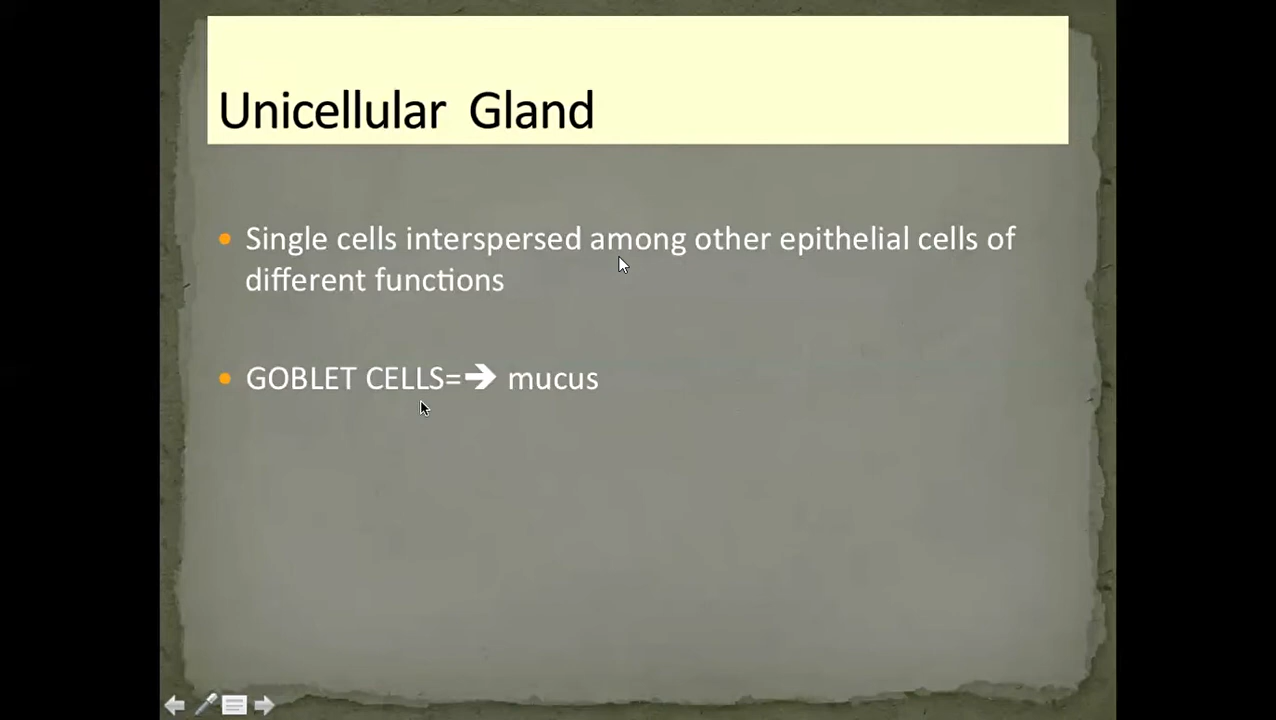 Unicellular Gland
• Single cells interspersed among other epithelial cells of
different functions
• GOBLET CELLS=🡺 mucus